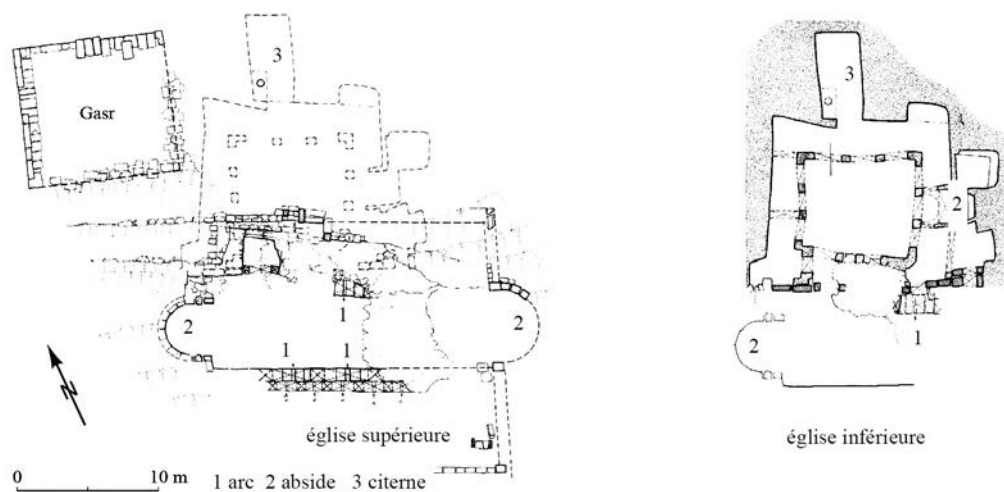 Gasr
3
2
1
2
1 1
église supérieure
0 10 m
1 arc 2 abside 3 citerne
3
2
1
2
église inférieure